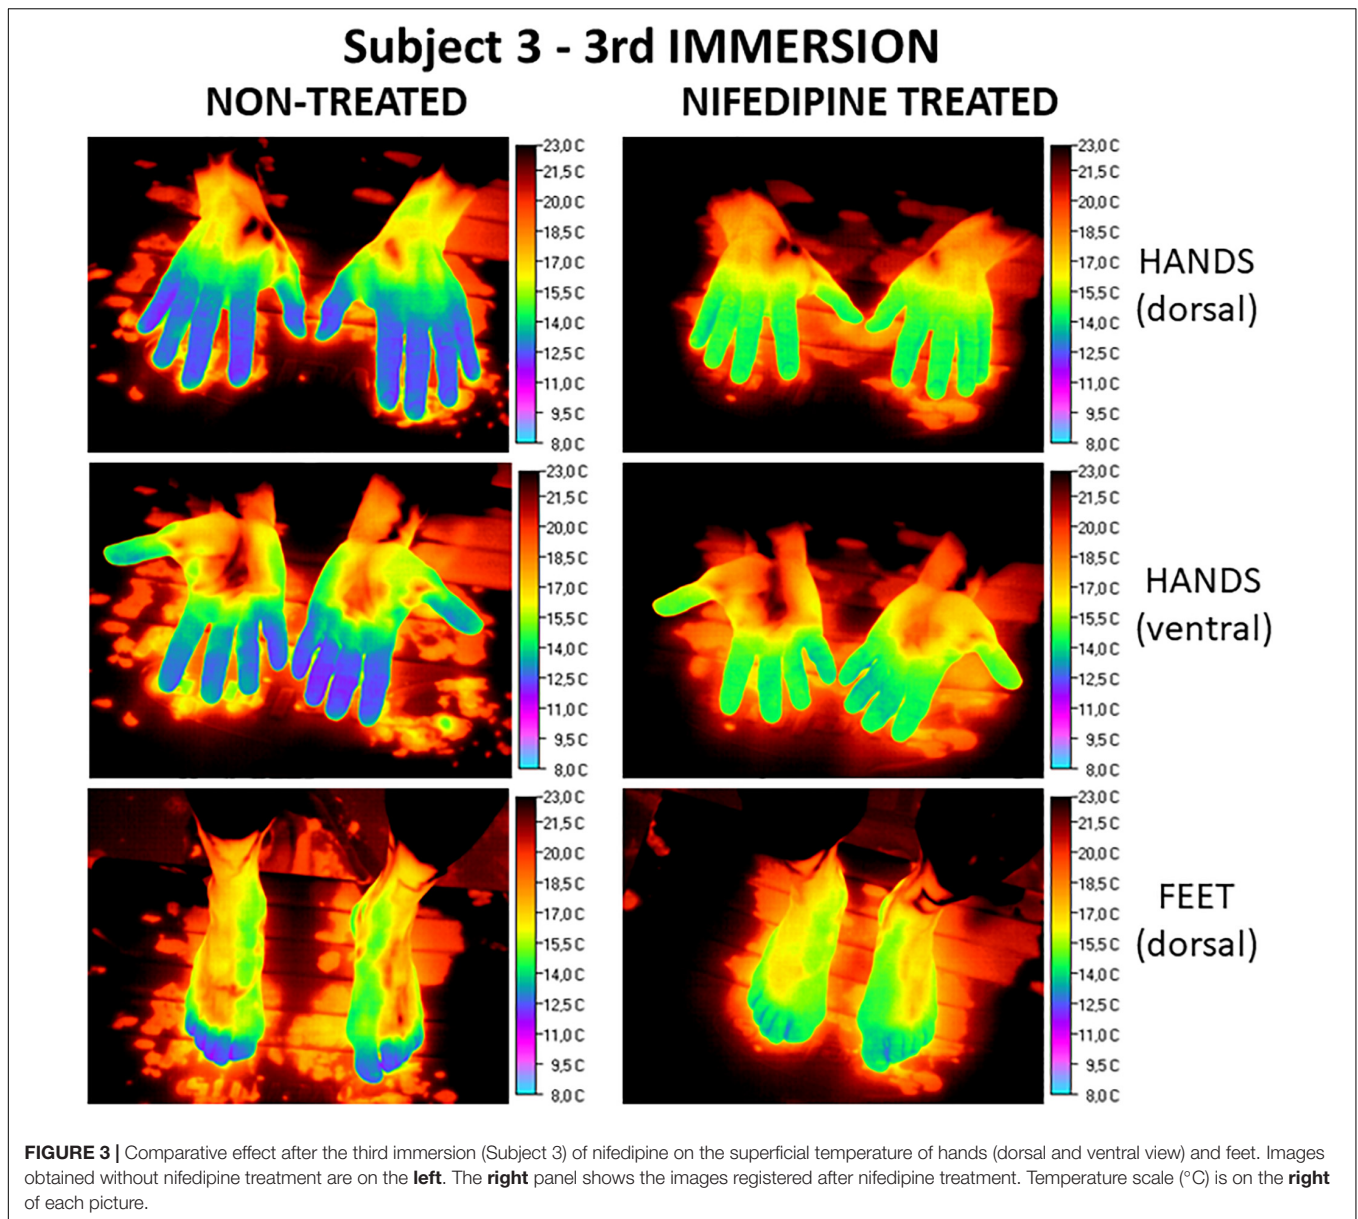 Subject 3 - 3rd IMMERSION
NON-TREATED
NIFEDIPINE TREATED
23,0 C
21,5 C
20,0 C
18,5 C
17,0 C
15,5 C
14,0 C
12,5 C
11,0 C
9,5 C
8,0 C
23,0 C
21,5 C
20,0 C
18,5 C
17,0 C
15,5 C
14,0 C
12,5 C
11,0 C
9,5 C
8,0 C
HANDS
(dorsal)
23,0 C
21,5 C
20,0 C
18,5 C
17,0 C
15,5 C
14,0 C
12,5 C
11,0 C
9,5 C
8,0 C
23,0 C
21,5 C
20,0 C
18,5 C
17,0 C
15,5 C
14,0 C
12,5 C
11,0 C
9,5 C
8,0 C
HANDS
(ventral)
23,0 C
21,5 C
20,0 C
18,5 C
17,0 C
15,5 C
14,0 C
12,5 C
11,0 C
9,5 C
8,0 C
23,0 C
21,5 C
20,0 C
18,5 C
17,0 C
15,5 C
14,0 C
12,5 C
11,0 C
9,5 C
8,0 C
FEET
(dorsal)
FIGURE 3 | Comparative effect after the third immersion (Subject 3) of nifedipine on the superficial temperature of hands (dorsal and ventral view) and feet. Images
obtained without nifedipine treatment are on the left. The right panel shows the images registered after nifedipine treatment. Temperature scale (°C) is on the right
of each picture.